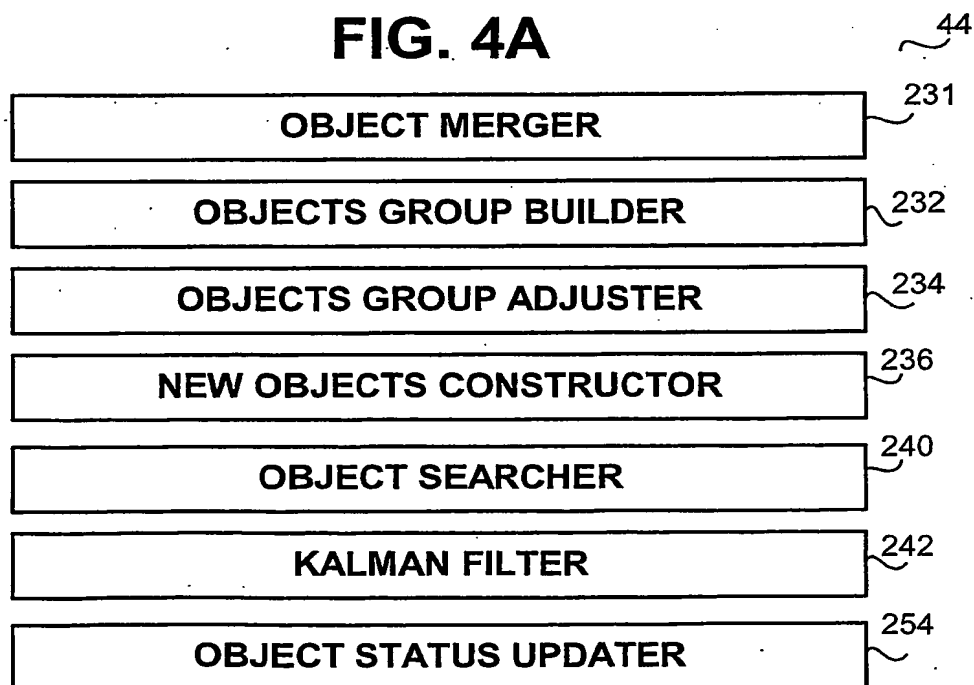 FIG. 4A
44
OBJECT MERGER 231
OBJECTS GROUP BUILDER 232
OBJECTS GROUP ADJUSTER 234
NEW OBJECTS CONSTRUCTOR 236
OBJECT SEARCHER 240
KALMAN FILTER 242
OBJECT STATUS UPDATER 254